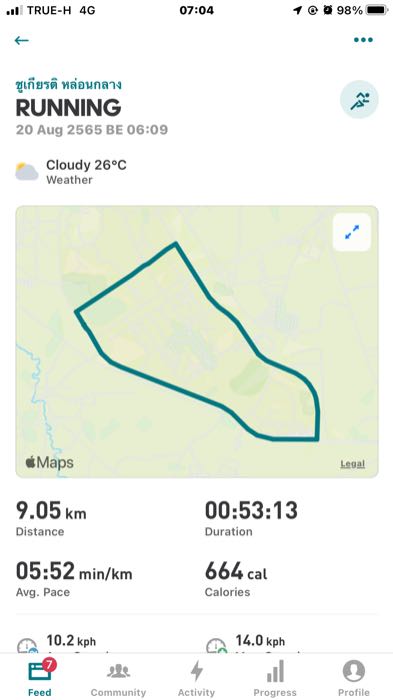 TRUE-H 4G 07:04 98%
ชูเกียรติ หล่อนกลาง
RUNNING
20 Aug 2565 BE 06:09
Cloudy 26°C
Weather
Maps Legal
9.05 km 00:53:13
Distance Duration
05:52 min/km 664 cal
Avg. Pace Calories
10.2 kph 14.0 kph
7
Feed Community Activity Progress Profile